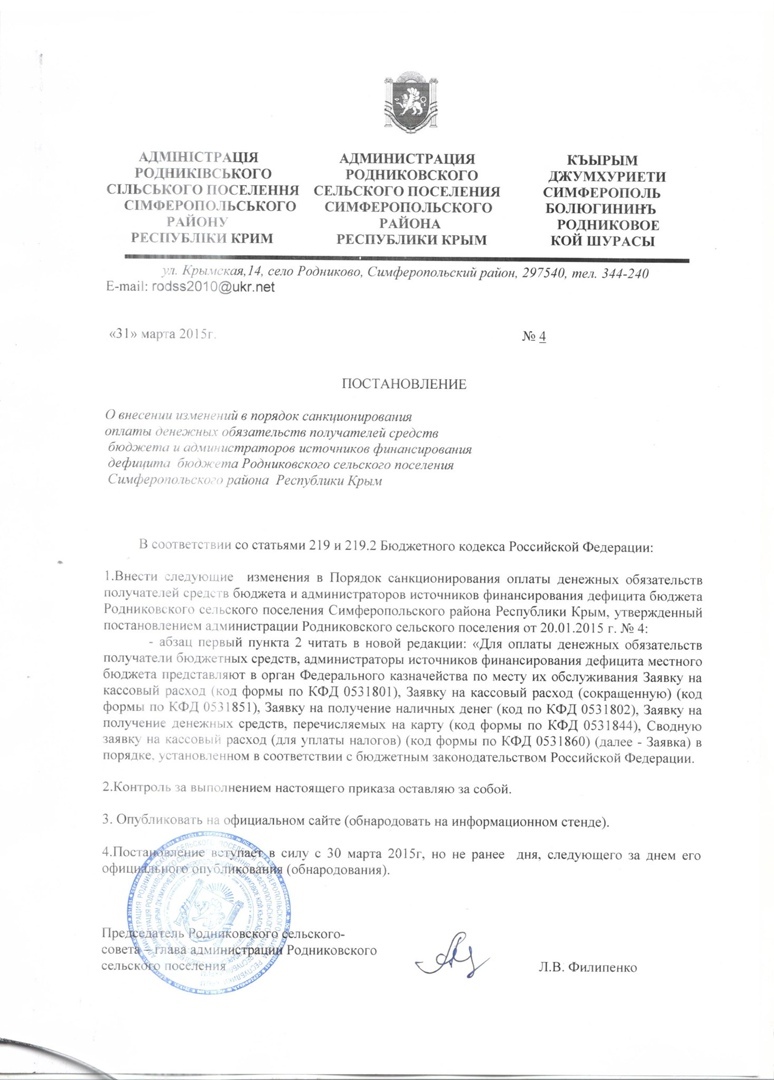 АДМІНІСТРАЦІЯ
РОДНИКІВСЬКОГО
СІЛЬСЬКОГО ПОСЕЛЕННЯ
СІМФЕРОПОЛЬСЬКОГО
РАЙОНУ
РЕСПУБЛІКИ КРИМ
АДМИНИСТРАЦИЯ
РОДНИКОВСКОГО
СЕЛЬСКОГО ПОСЕЛЕНИЯ
СИМФЕРОПОЛЬСКОГО
РАЙОНА
РЕСПУБЛИКИ КРЫМ
КЪЫРЫМ
ДЖУМХУРИЕТИ
СИМФЕРОПОЛЬ
БОЛЮГИНИНЪ
РОДНИКОВОЕ
КОЙ ШУРАСЫ
ул. Крымская,14, село Родниково, Симферопольский район, 297540, тел. 344-240
E-mail: rodss2010@ukr.net
«31» марта 2015г.
№ 4
ПОСТАНОВЛЕНИЕ
О внесении изменений в порядок санкционирования
оплаты денежных обязательств получателей средств
бюджета и администраторов источников финансирования
дефицита бюджета Родниковского сельского поселения
Симферопольского района Республики Крым
В соответствии со статьями 219 и 219.2 Бюджетного кодекса Российской Федерации:
1.Внести следующие изменения в Порядок санкционирования оплаты денежных обязательств
получателей средств бюджета и администраторов источников финансирования дефицита бюджета
Родниковского сельского поселения Симферопольского района Республики Крым, утвержденный
постановлением администрации Родниковского сельского поселения от 20.01.2015 г. № 4:
- абзац первый пункта 2 читать в новой редакции: «Для оплаты денежных обязательств
получатели бюджетных средств, администраторы источников финансирования дефицита местного
бюджета представляют в орган Федерального казначейства по месту их обслуживания Заявку на
кассовый расход (код формы по КФД 0531801), Заявку на кассовый расход (сокращенную) (код
формы по КФД 0531851), Заявку на получение наличных денег (код по КФД 0531802), Заявку на
получение денежных средств, перечисляемых на карту (код формы по КФД 0531844), Сводную
заявку на кассовый расход (для уплаты налогов) (код формы по КФД 0531860) (далее - Заявка) в
порядке, установленном в соответствии с бюджетным законодательством Российской Федерации.
2.Контроль за выполнением настоящего приказа оставляю за собой.
3. Опубликовать на официальном сайте (обнародовать на информационном стенде).
4.Постановление вступает в силу с 30 марта 2015г, но не ранее дня, следующего за днем его
официального опубликования (обнародования).
Председатель Родниковского сельского-
совета – глава администрации Родниковского
сельского поселения
Л.В. Филипенко